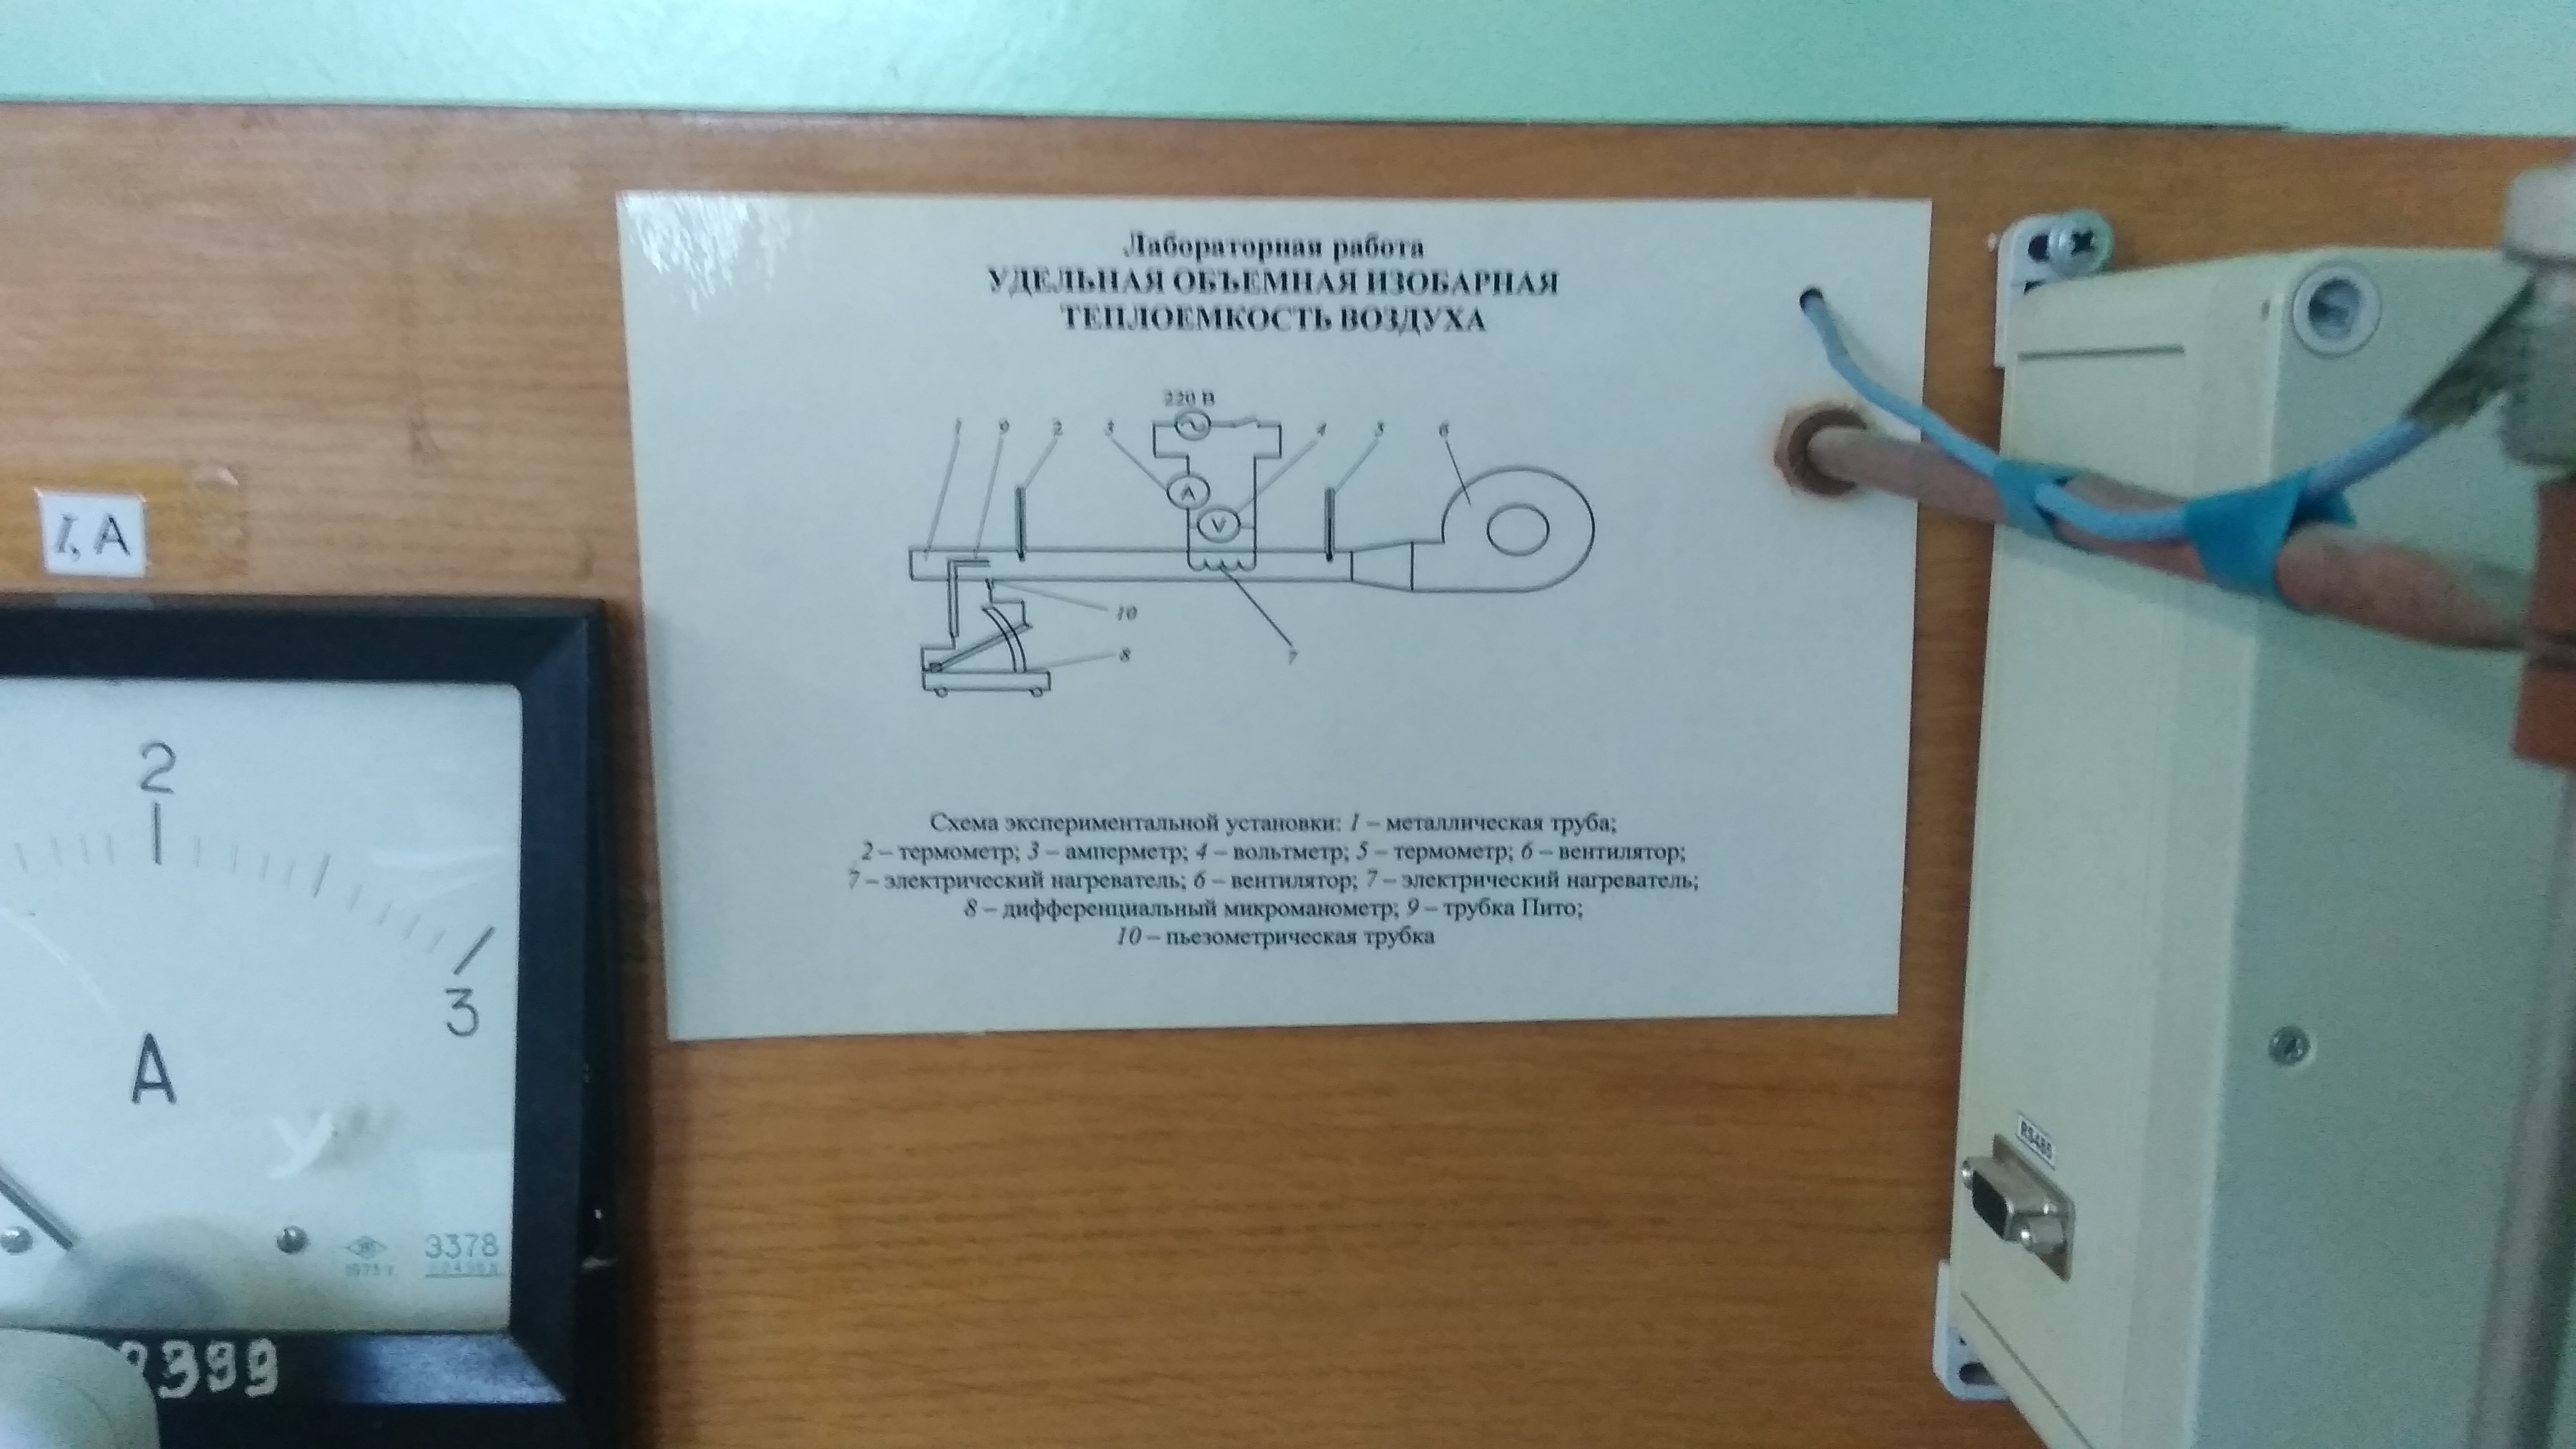 Лабораторная работа
УДЕЛЬНАЯ ОБЪЕМНАЯ ИЗОБАРНАЯ
ТЕПЛОЕМКОСТЬ ВОЗДУХА
220 В
1 9 2 3 4 5 6
A
V
10
8 7
Схема экспериментальной установки: 1 – металлическая труба;
2 – термометр; 3 – амперметр; 4 – вольтметр; 5 – термометр; 6 – вентилятор;
7 – электрический нагреватель; 6 – вентилятор; 7 – электрический нагреватель;
8 – дифференциальный микроманометр; 9 – трубка Пито;
10 – пьезометрическая трубка
I, A
2
3
A
Э378
1973 г
399
RS485